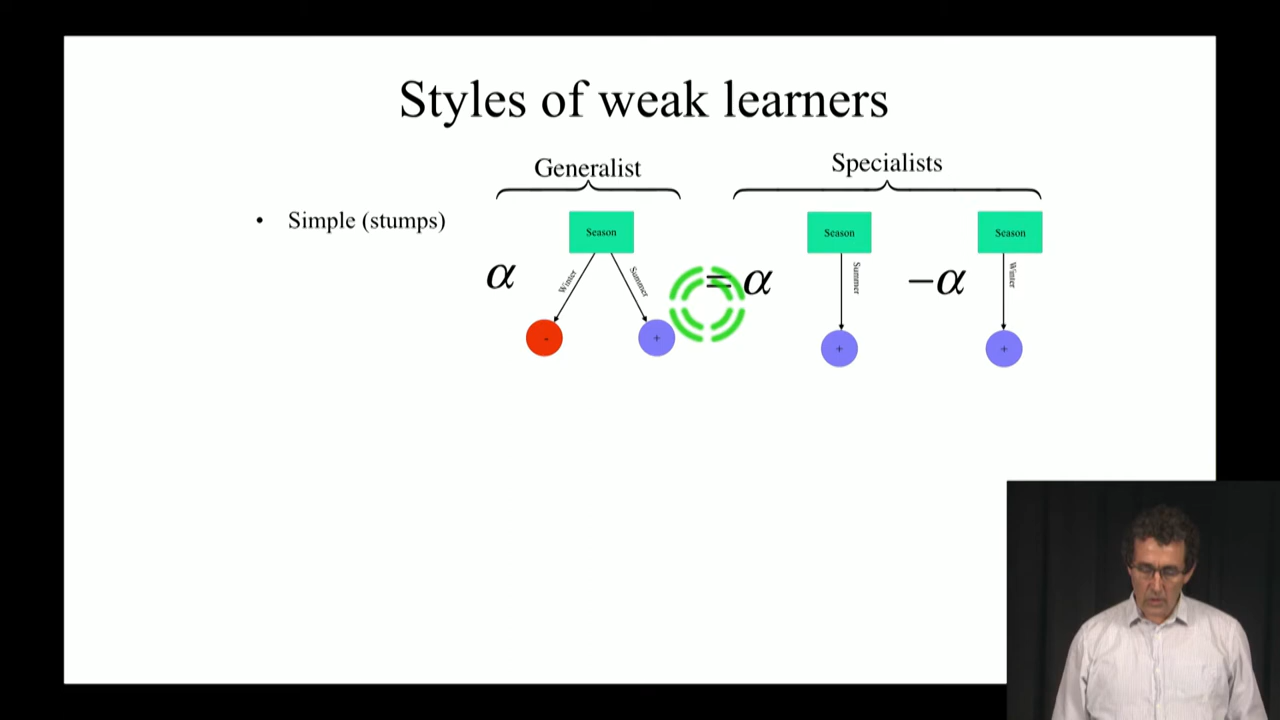 Styles of weak learners
Generalist
Specialists
• Simple (stumps)
Season
Season
Season
α
Winter
Summer
= α
Summer
−α
Winter
-
+
+
+